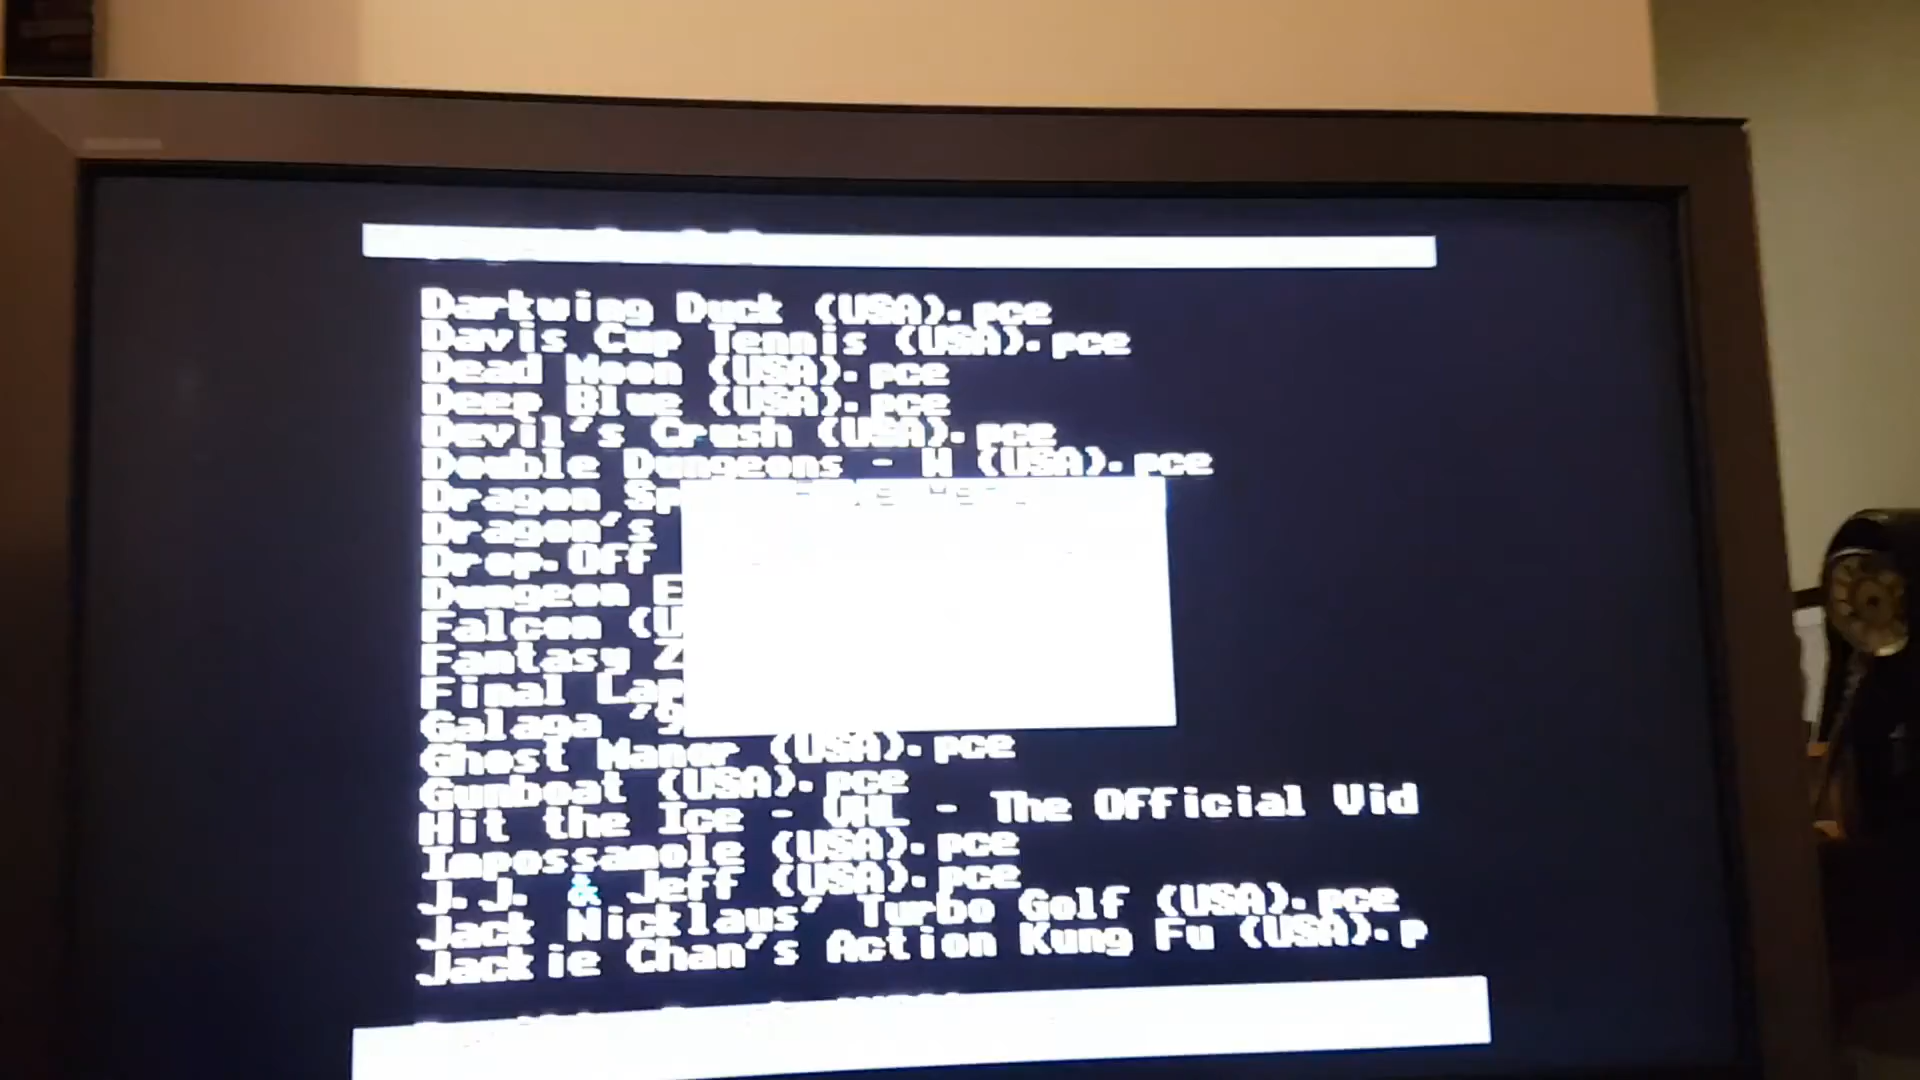 Darkwing Duck (USA).pce
Davis Cup Tennis (USA).pce
Dead Moon (USA).pce
Deep Blue (USA).pce
Devil's Crush (USA).pce
Double Dungeons - W (USA).pce
Dragon Sp
Dragon's
Drop-Off
Dungeon E
Falcon (U
Fantasy Z
Final Lap
Galaga '9
Ghost Manor (USA).pce
Gunboat (USA).pce
Hit the Ice - VHL - The Official Vid
Impossamole (USA).pce
J.J. & Jeff (USA).pce
Jack Nicklaus' Turbo Golf (USA).pce
Jackie Chan's Action Kung Fu (USA).p